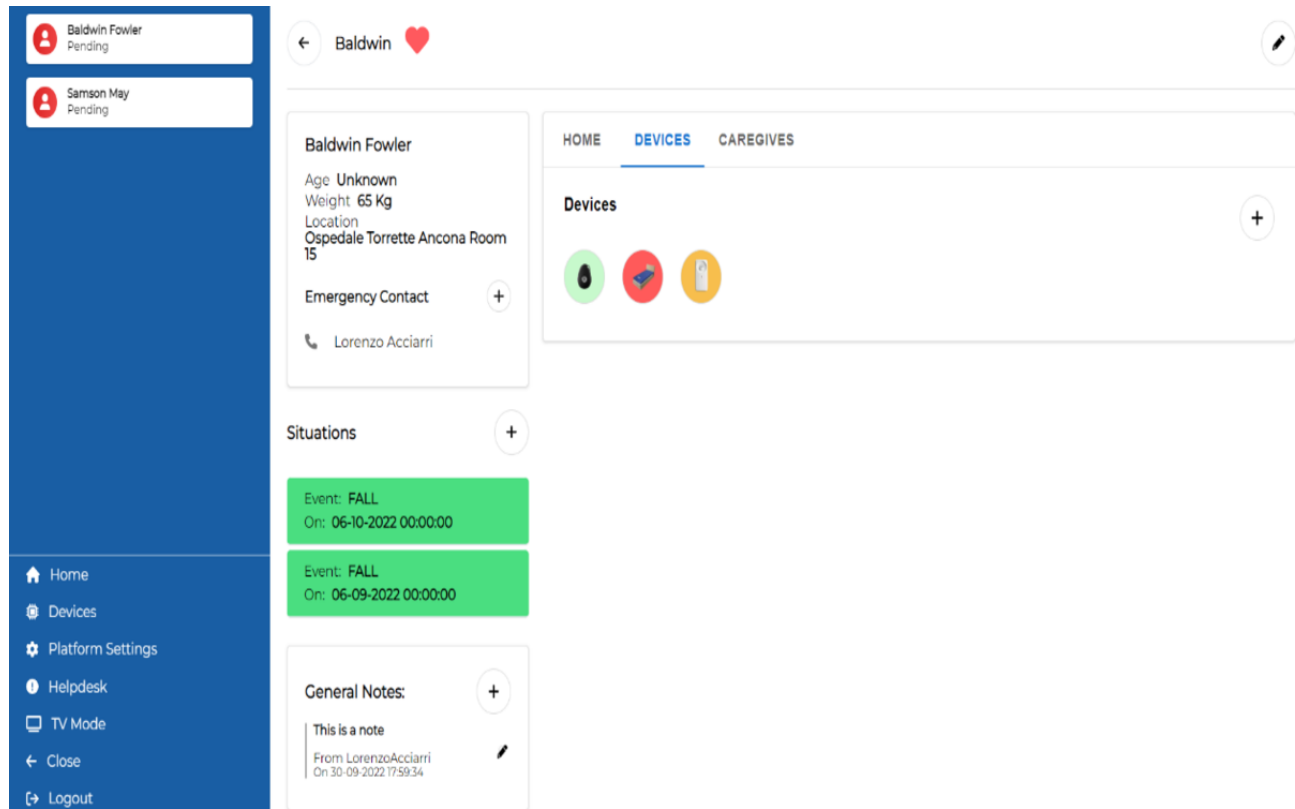 Baldwin Fowler
Pending
Samson May
Pending
Home
Devices
Platform Settings
Helpdesk
TV Mode
Close
Logout
Baldwin
Baldwin Fowler
Age Unknown
Weight 65 Kg
Location
Ospedale Torrette Ancona Room
15
Emergency Contact
Lorenzo Acciarri
Situations
Event: FALL
On: 06-10-2022 00:00:00
Event: FALL
On: 06-09-2022 00:00:00
General Notes:
This is a note
From LorenzoAcciarri
On 30-09-2022 17:59:34
HOME DEVICES CAREGIVES
Devices